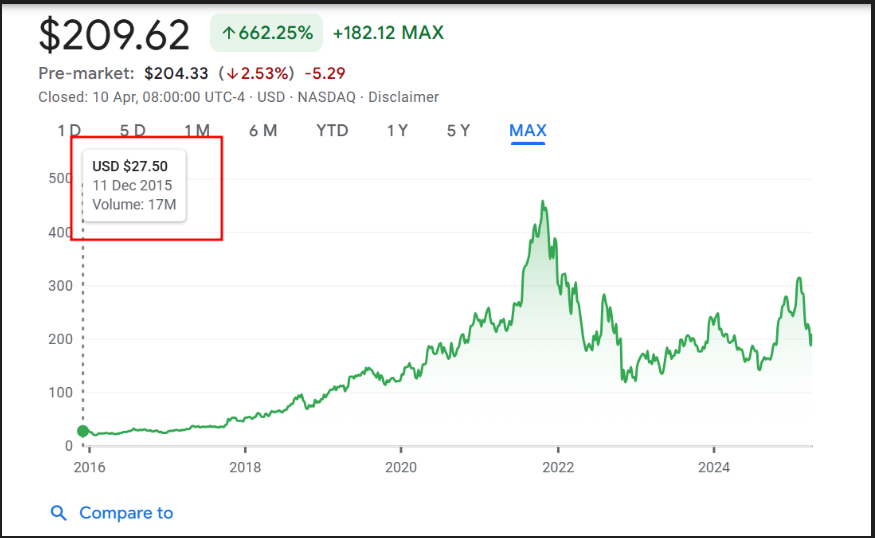 $209.62 ↑662.25% +182.12 MAX
Pre-market: $204.33 (↓2.53%) -5.29
Closed: 10 Apr, 08:00:00 UTC-4 · USD · NASDAQ · Disclaimer
1 D 5 D 1 M 6 M YTD 1 Y 5 Y MAX
USD $27.50
11 Dec 2015
Volume: 17M
500
400
300
200
100
0
2016 2018 2020 2022 2024
Compare to